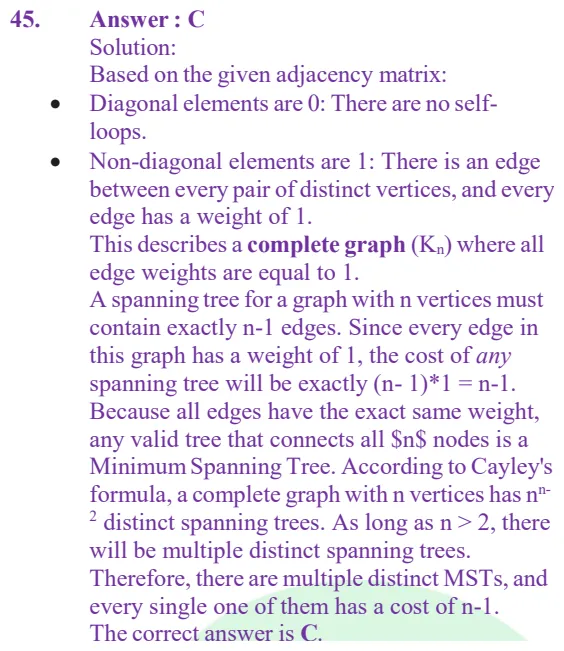 45. Answer : C
Solution:
Based on the given adjacency matrix:
• Diagonal elements are 0: There are no self-
loops.
• Non-diagonal elements are 1: There is an edge
between every pair of distinct vertices, and every
edge has a weight of 1.
This describes a complete graph (Kₙ) where all
edge weights are equal to 1.
A spanning tree for a graph with n vertices must
contain exactly n-1 edges. Since every edge in
this graph has a weight of 1, the cost of any
spanning tree will be exactly (n- 1)*1 = n-1.
Because all edges have the exact same weight,
any valid tree that connects all $n$ nodes is a
Minimum Spanning Tree. According to Cayley's
formula, a complete graph with n vertices has nⁿ⁻
² distinct spanning trees. As long as n > 2, there
will be multiple distinct spanning trees.
Therefore, there are multiple distinct MSTs, and
every single one of them has a cost of n-1.
The correct answer is C.